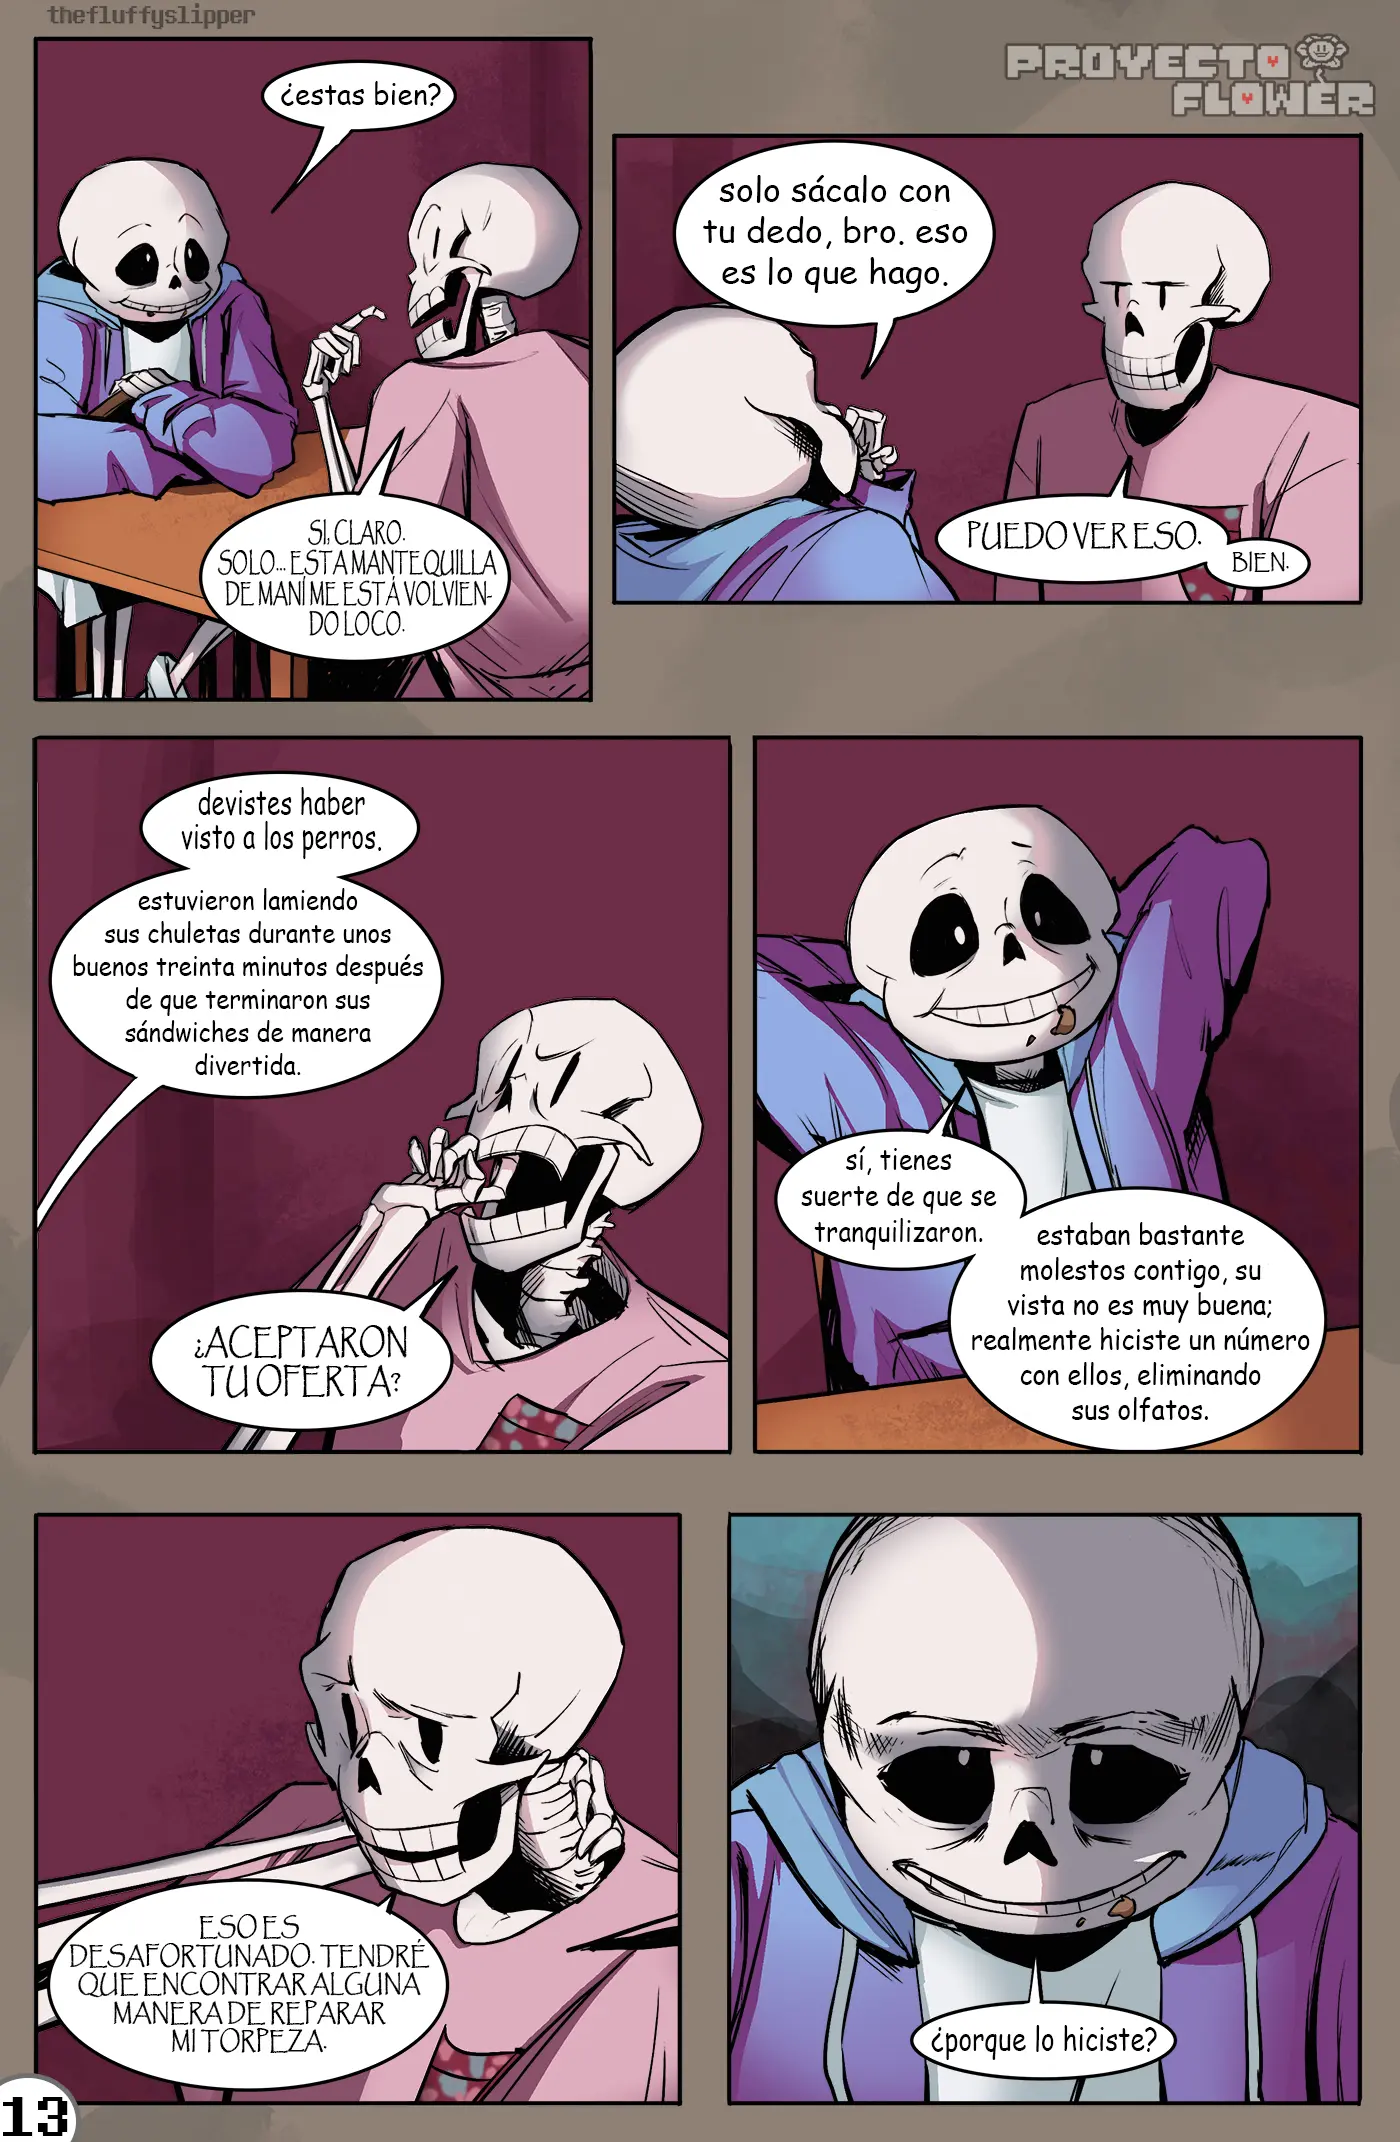 thefluffyslipper
PROYECTO
FLOWER
¿estas bien?
SI, CLARO.
SOLO... ESTA MANTEQUILLA
DE MANÍ ME ESTÁ VOLVIEN-
DO LOCO.
solo sácalo con
tu dedo, bro. eso
es lo que hago.
PUEDO VER ESO.
BIEN.
devistes haber
visto a los perros.
estuvieron lamiendo
sus chuletas durante unos
buenos treinta minutos después
de que terminaron sus
sándwiches de manera
divertida.
¿ACEPTARON
TU OFERTA?
sí, tienes
suerte de que se
tranquilizaron.
estaban bastante
molestos contigo, su
vista no es muy buena;
realmente hiciste un número
con ellos, eliminando
sus olfatos.
ESO ES
DESAFORTUNADO. TENDRÉ
QUE ENCONTRAR ALGUNA
MANERA DE REPARAR
MI TORPEZA.
¿porque lo hiciste?
13